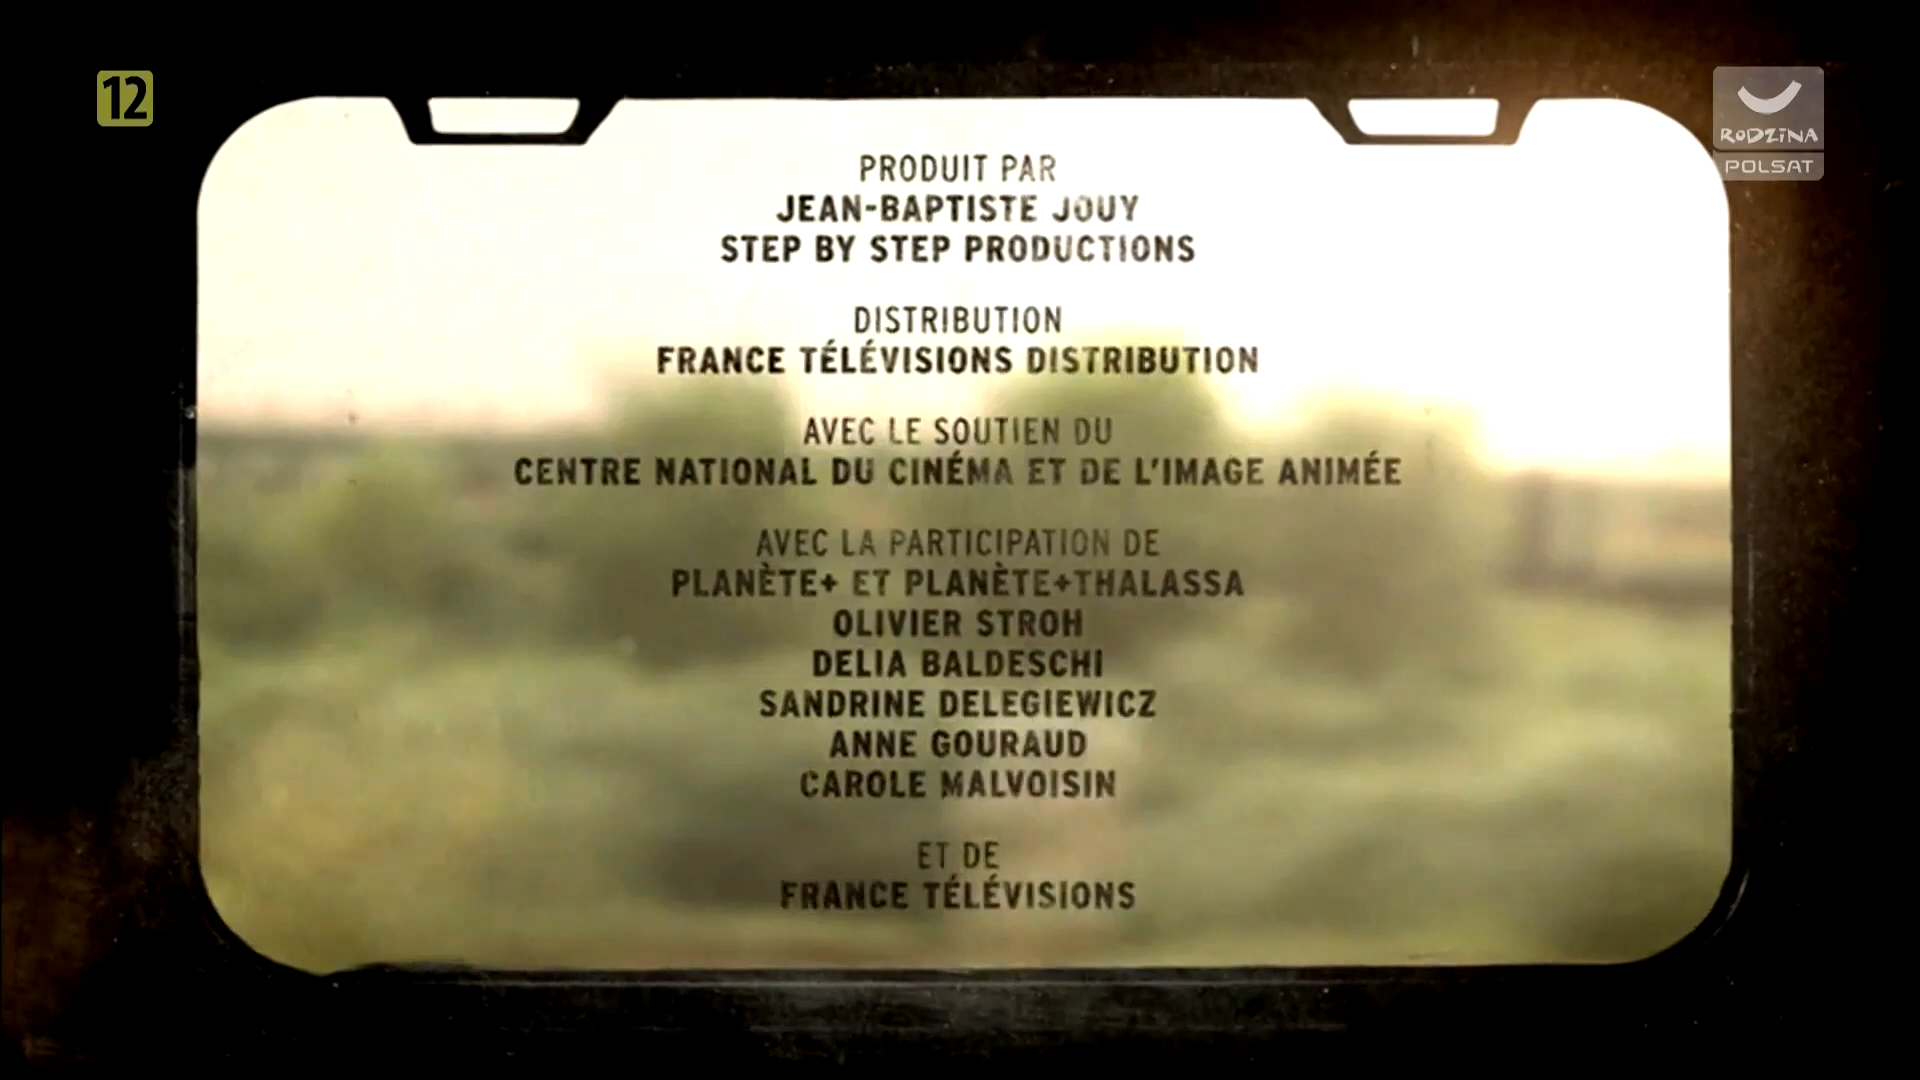 12
RODZINA
POLSAT
PRODUIT PAR
JEAN-BAPTISTE JOUY
STEP BY STEP PRODUCTIONS
DISTRIBUTION
FRANCE TÉLÉVISIONS DISTRIBUTION
AVEC LE SOUTIEN DU
CENTRE NATIONAL DU CINÉMA ET DE L'IMAGE ANIMÉE
AVEC LA PARTICIPATION DE
PLANÈTE+ ET PLANÈTE+THALASSA
OLIVIER STROH
DELIA BALDESCHI
SANDRINE DELEGIEWICZ
ANNE GOURAUD
CAROLE MALVOISIN
ET DE
FRANCE TÉLÉVISIONS